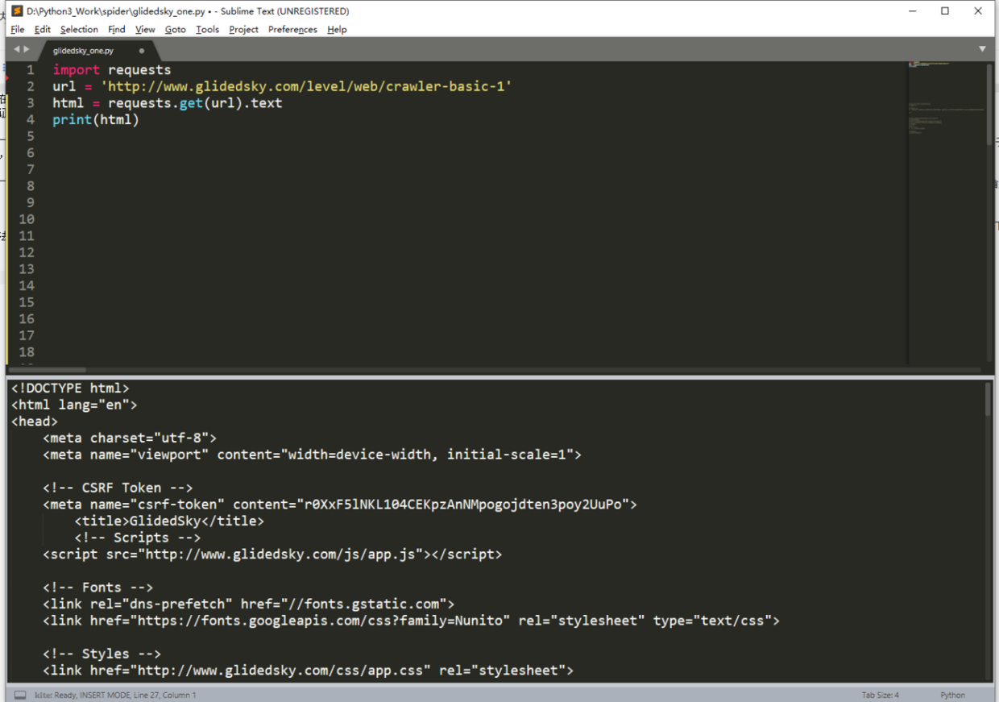 D:\Python3_Work\spider\glidedsky_one.py • - Sublime Text (UNREGISTERED)
File Edit Selection Find View Goto Tools Project Preferences Help
glidedsky_one.py
1 import requests
2 url = 'http://www.glidedsky.com/level/web/crawler-basic-1'
3 html = requests.get(url).text
4 print(html)
5
6
7
8
9
10
11
12
13
14
15
16
17
18
<!DOCTYPE html>
<html lang="en">
<head>
    <meta charset="utf-8">
    <meta name="viewport" content="width=device-width, initial-scale=1">
    <!-- CSRF Token -->
    <meta name="csrf-token" content="r0XxF5lNKL104CEKpzAnNMpogojdten3poy2UuPo">
        <title>GlidedSky</title>
        <!-- Scripts -->
    <script src="http://www.glidedsky.com/js/app.js"></script>
    <!-- Fonts -->
    <link rel="dns-prefetch" href="//fonts.gstatic.com">
    <link href="https://fonts.googleapis.com/css?family=Nunito" rel="stylesheet" type="text/css">
    <!-- Styles -->
    <link href="http://www.glidedsky.com/css/app.css" rel="stylesheet">
kite: Ready, INSERT MODE, Line 27, Column 1 Tab Size: 4 Python